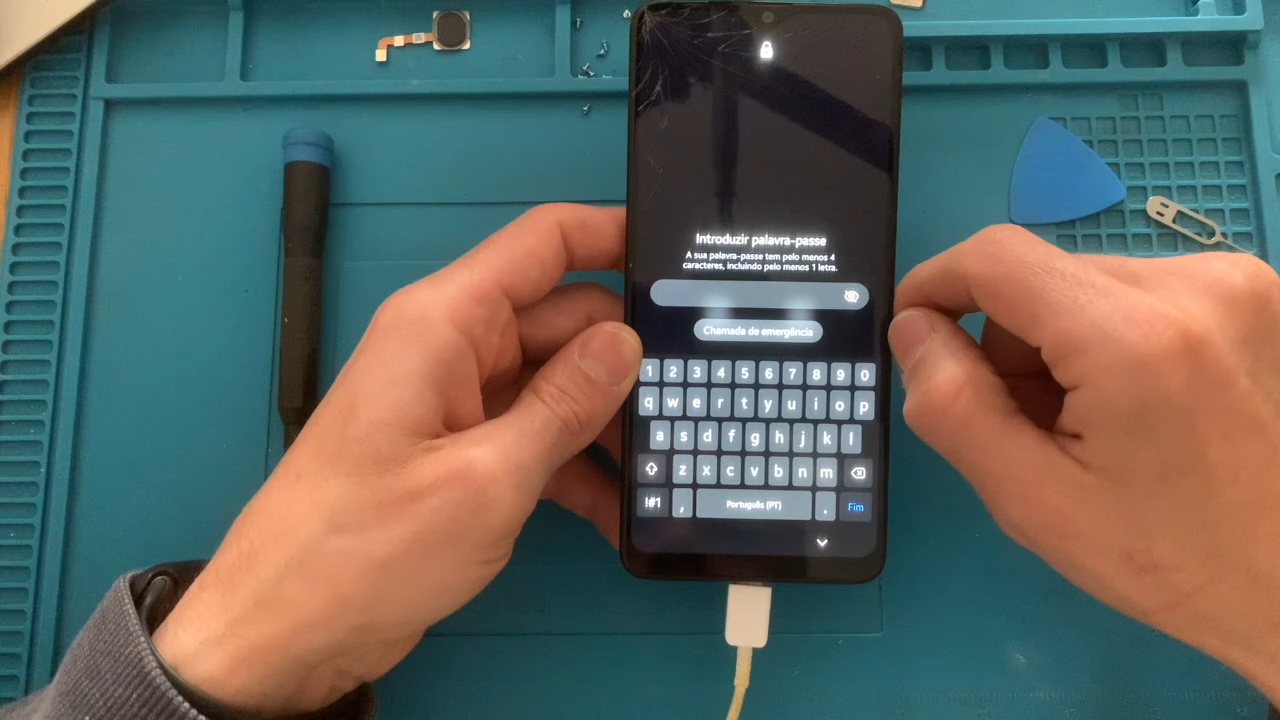 Introduzir palavra-passe
A sua palavra-passe tem pelo menos 4
caracteres, incluindo pelo menos 1 letra.
Chamada de emergência
1 2 3 4 5 6 7 8 9 0
q w e r t y u i o p
a s d f g h j k l
z x c v b n m
!#1 , Português (PT) . Fim